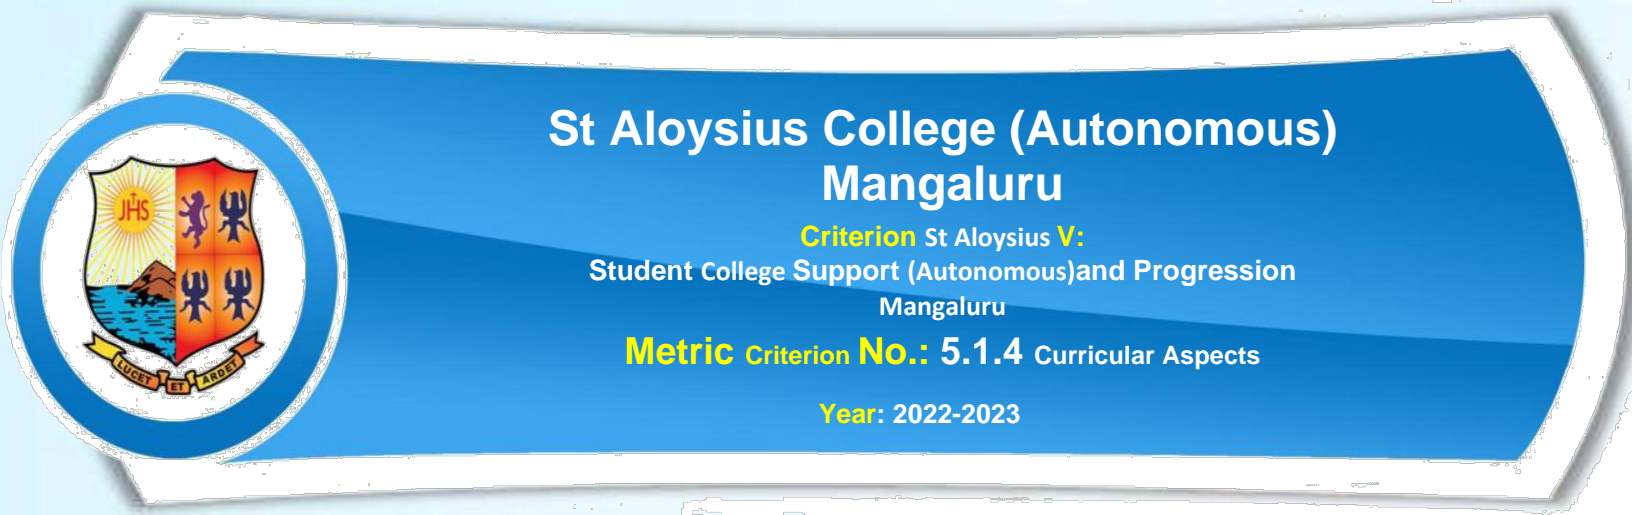 St Aloysius College (Autonomous)
Mangaluru
Criterion St Aloysius V:
Student College Support (Autonomous)and Progression
Mangaluru
Metric Criterion No.: 5.1.4 Curricular Aspects
Year: 2022-2023
JHS
LUCET ET ARDET